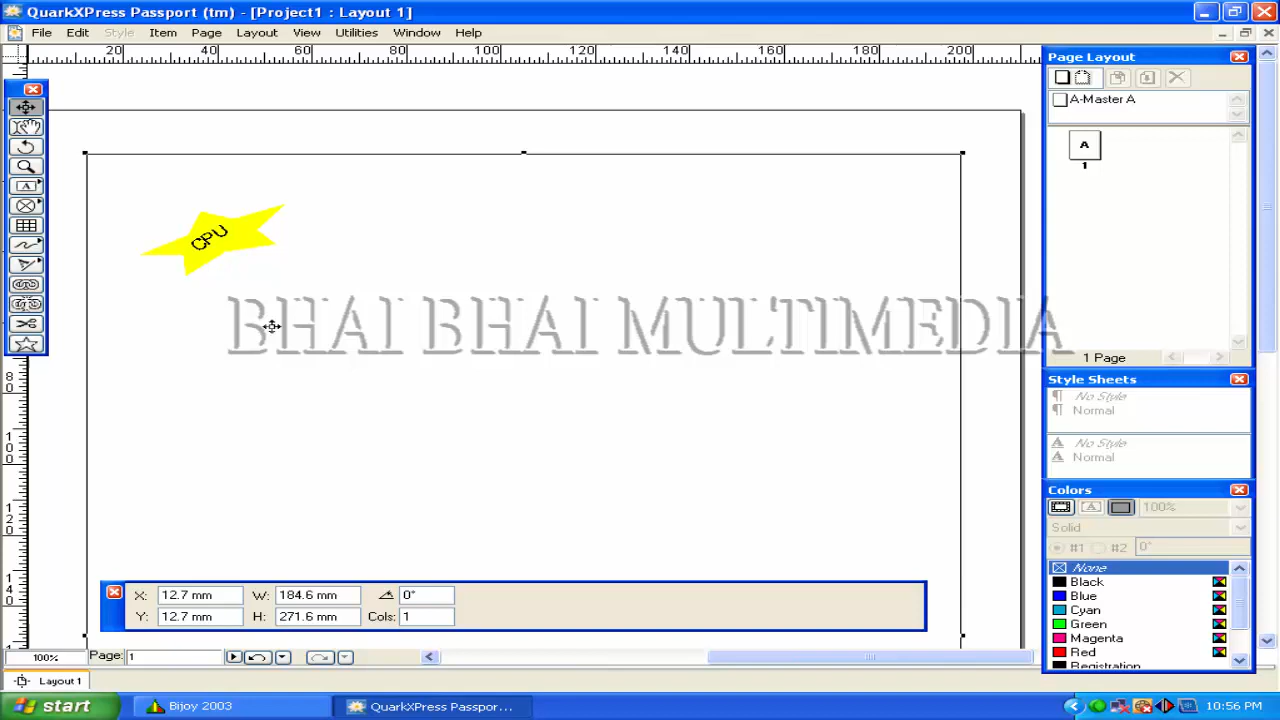 QuarkXPress Passport (tm) - [Project1 : Layout 1]
File Edit Style Item Page Layout View Utilities Window Help
20 40 60 80 100 120 140 160 180 200
Page Layout
A-Master A
A
1
1 Page
CPU
BHAI BHAI MULTIMEDIA
80
100
120
140
Style Sheets
No Style
Normal
No Style
Normal
Colors
100%
Solid
#1 #2 0°
None
Black
Blue
Cyan
Green
Magenta
Red
Registration
X: 12.7 mm W: 184.6 mm 0°
Y: 12.7 mm H: 271.6 mm Cols: 1
100% Page: 1
Layout 1
start Bijoy 2003 QuarkXPress Passpor... 10:56 PM